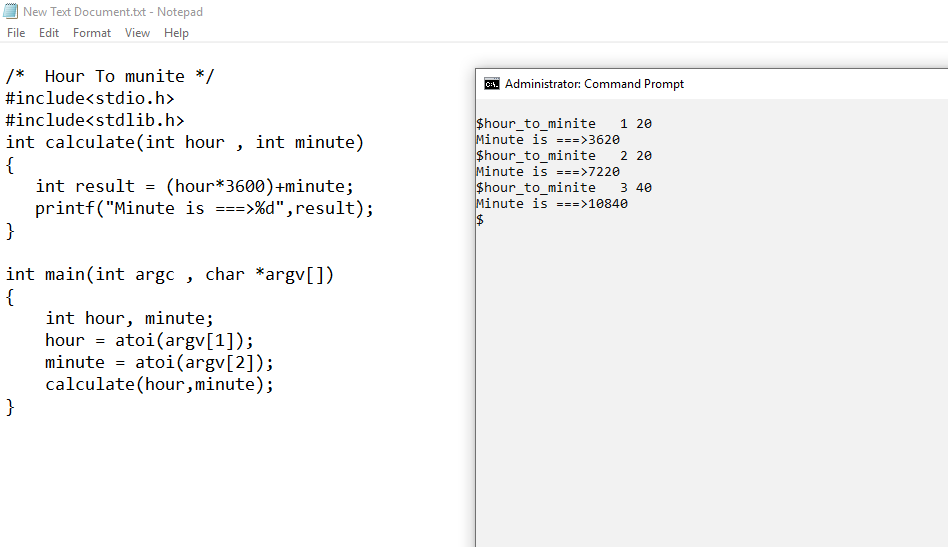 New Text Document.txt - Notepad
File Edit Format View Help
/*  Hour To munite */
#include<stdio.h>
#include<stdlib.h>
int calculate(int hour , int minute)
{
   int result = (hour*3600)+minute;
   printf("Minute is ===>%d",result);
}
int main(int argc , char *argv[])
{
    int hour, minute;
    hour = atoi(argv[1]);
    minute = atoi(argv[2]);
    calculate(hour,minute);
}
Administrator: Command Prompt
$hour_to_minite   1 20
Minute is ===>3620
$hour_to_minite   2 20
Minute is ===>7220
$hour_to_minite   3 40
Minute is ===>10840
$